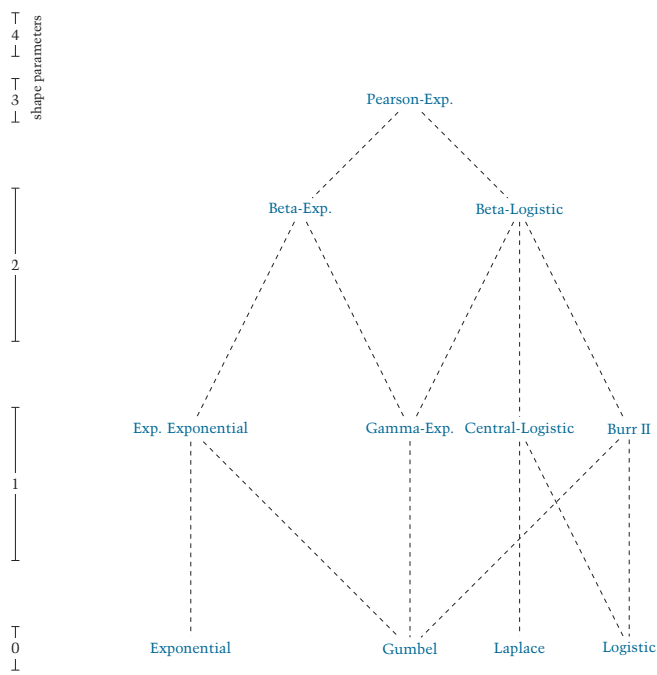 4
shape parameters
3
Pearson-Exp.
Beta-Exp. Beta-Logistic
2
Exp. Exponential Gamma-Exp. Central-Logistic Burr II
1
0 Exponential Gumbel Laplace Logistic